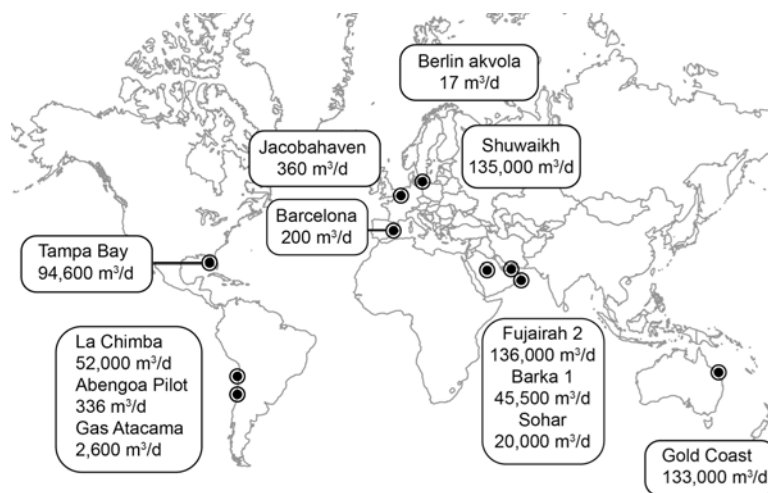 Berlin akvola
17 m³/d
Jacobahaven
360 m³/d
Shuwaikh
135,000 m³/d
Barcelona
200 m³/d
Tampa Bay
94,600 m³/d
La Chimba
52,000 m³/d
Abengoa Pilot
336 m³/d
Gas Atacama
2,600 m³/d
Fujairah 2
136,000 m³/d
Barka 1
45,500 m³/d
Sohar
20,000 m³/d
Gold Coast
133,000 m³/d